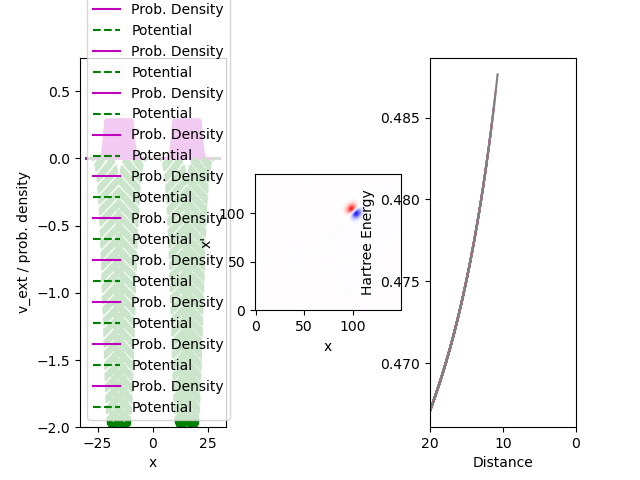 Prob. Density
Potential
Prob. Density
Potential
Prob. Density
Potential
Prob. Density
Potential
Prob. Density
Potential
Prob. Density
Potential
Prob. Density
Potential
Prob. Density
Potential
Prob. Density
Potential
Prob. Density
Potential
0.5
0.0
−0.5
−1.0
−1.5
−2.0
v_ext / prob. density
−25
0
25
x
100
50
0
x'
0
50
100
x
0.485
0.480
0.475
0.470
Hartree Energy
20
10
0
Distance